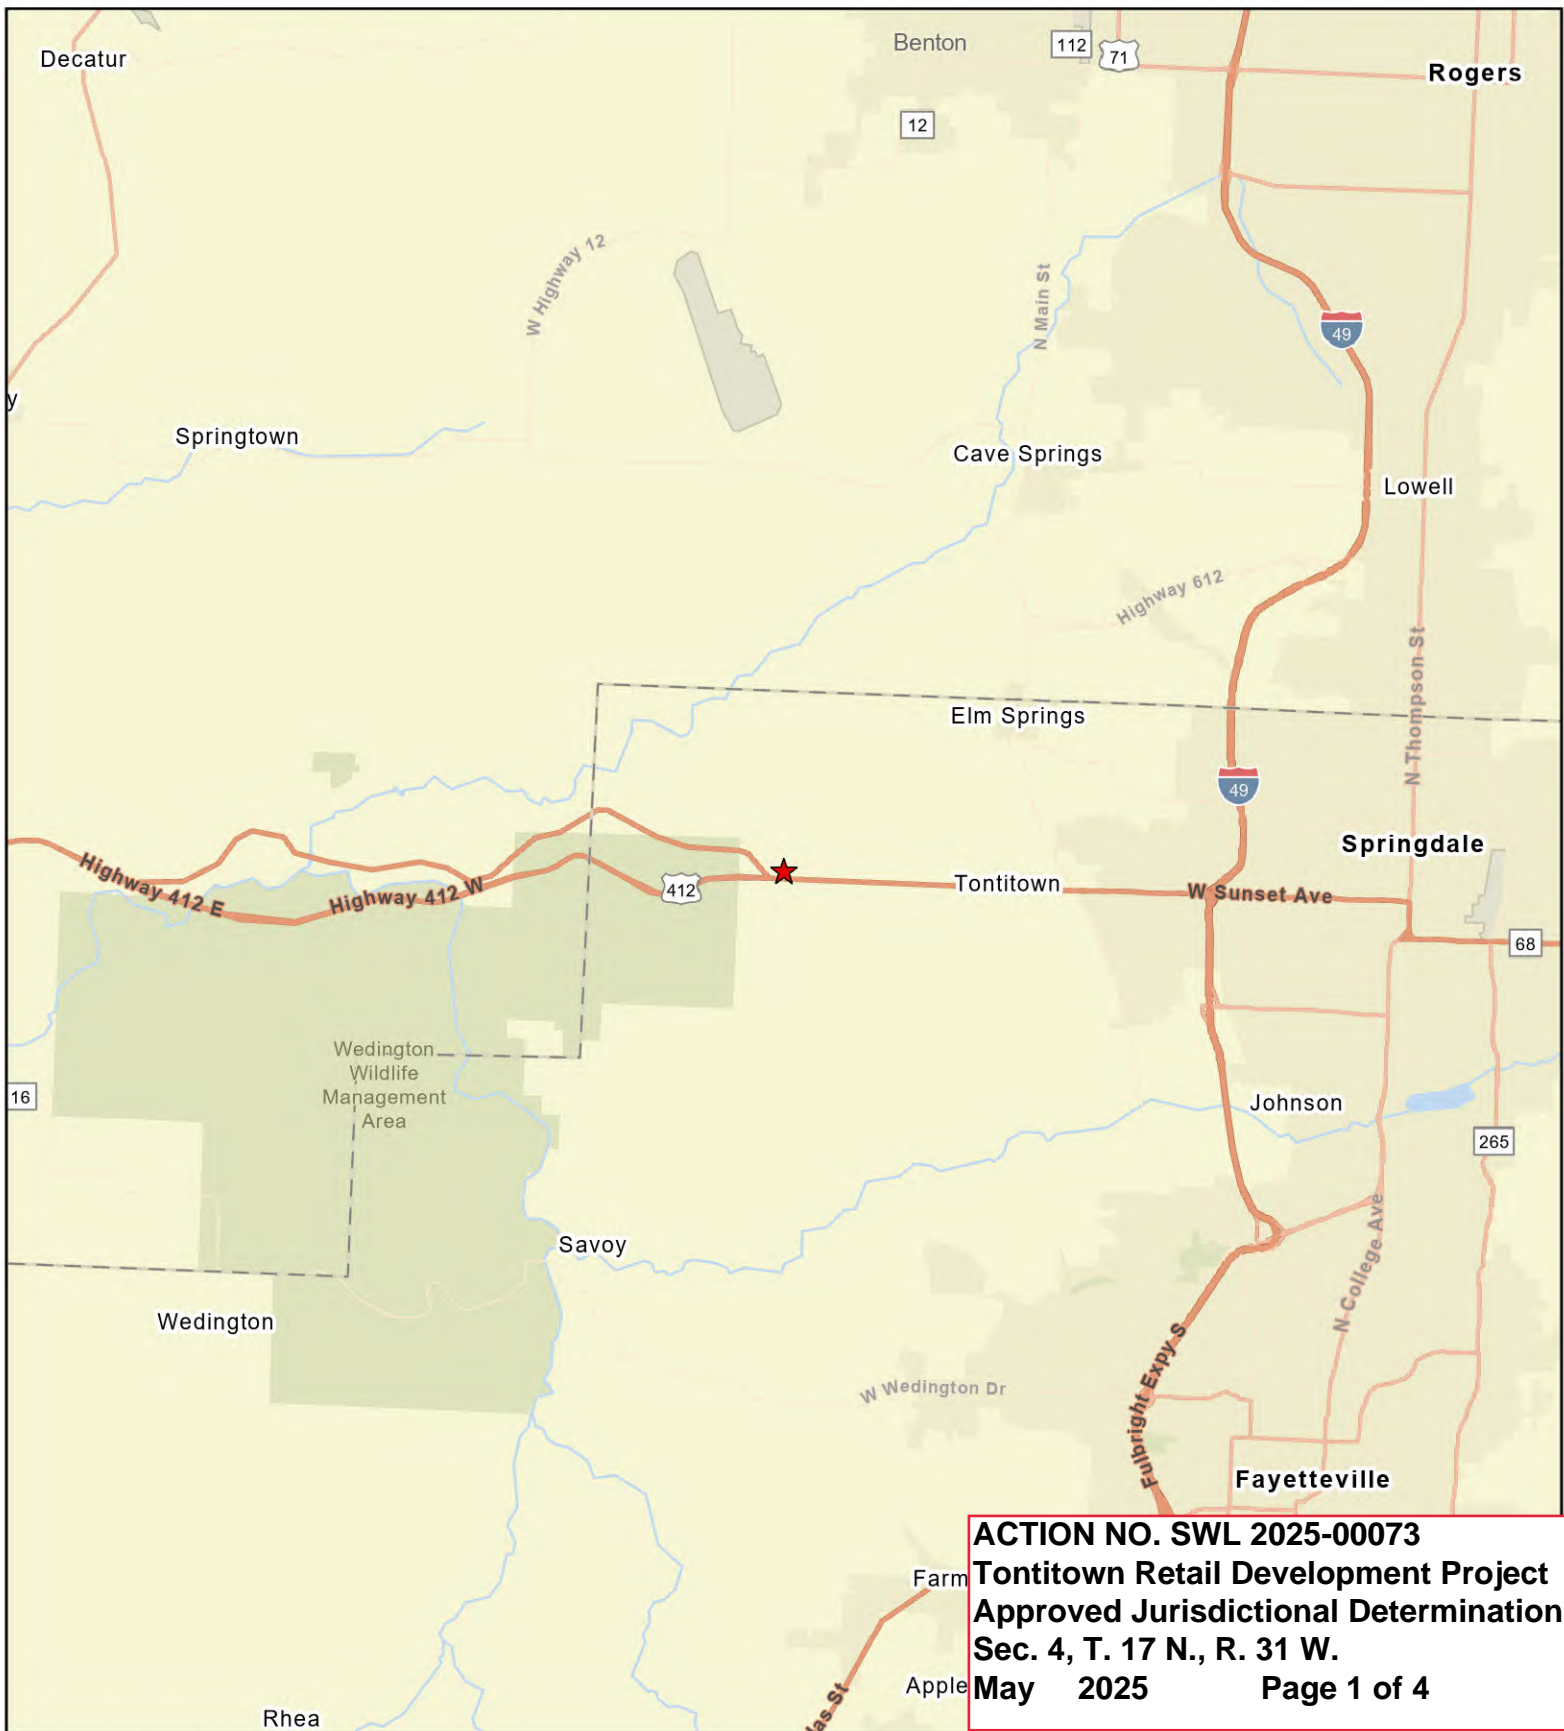 Decatur
Benton
112
71
Rogers
12
W Highway 12
N Main St
49
y
Springtown
Cave Springs
Lowell
Highway 612
N Thompson St
Elm Springs
49
Springdale
Highway 412 E
Highway 412 W
412
Tontitown
W Sunset Ave
68
Wedington
Wildlife
Management
Area
16
Johnson
265
Savoy
N College Ave
Wedington
Fulbright Expy S
W Wedington Dr
Fayetteville
ACTION NO. SWL 2025-00073
Farm
Tontitown Retail Development Project
Approved Jurisdictional Determination
Sec. 4, T. 17 N., R. 31 W.
Apple
May 2025 Page 1 of 4
las St
Rhea